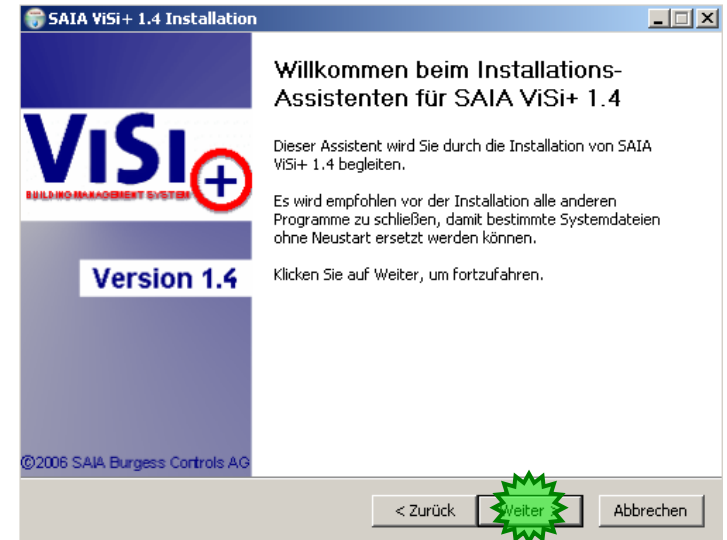 SAIA ViSi+ 1.4 Installation
ViSi+
BUILDING MANAGEMENT SYSTEM
Version 1.4
©2006 SAIA Burgess Controls AG
Willkommen beim Installations-
Assistenten für SAIA ViSi+ 1.4
Dieser Assistent wird Sie durch die Installation von SAIA
ViSi+ 1.4 begleiten.
Es wird empfohlen vor der Installation alle anderen
Programme zu schließen, damit bestimmte Systemdateien
ohne Neustart ersetzt werden können.
Klicken Sie auf Weiter, um fortzufahren.
< Zurück
Weiter >
Abbrechen